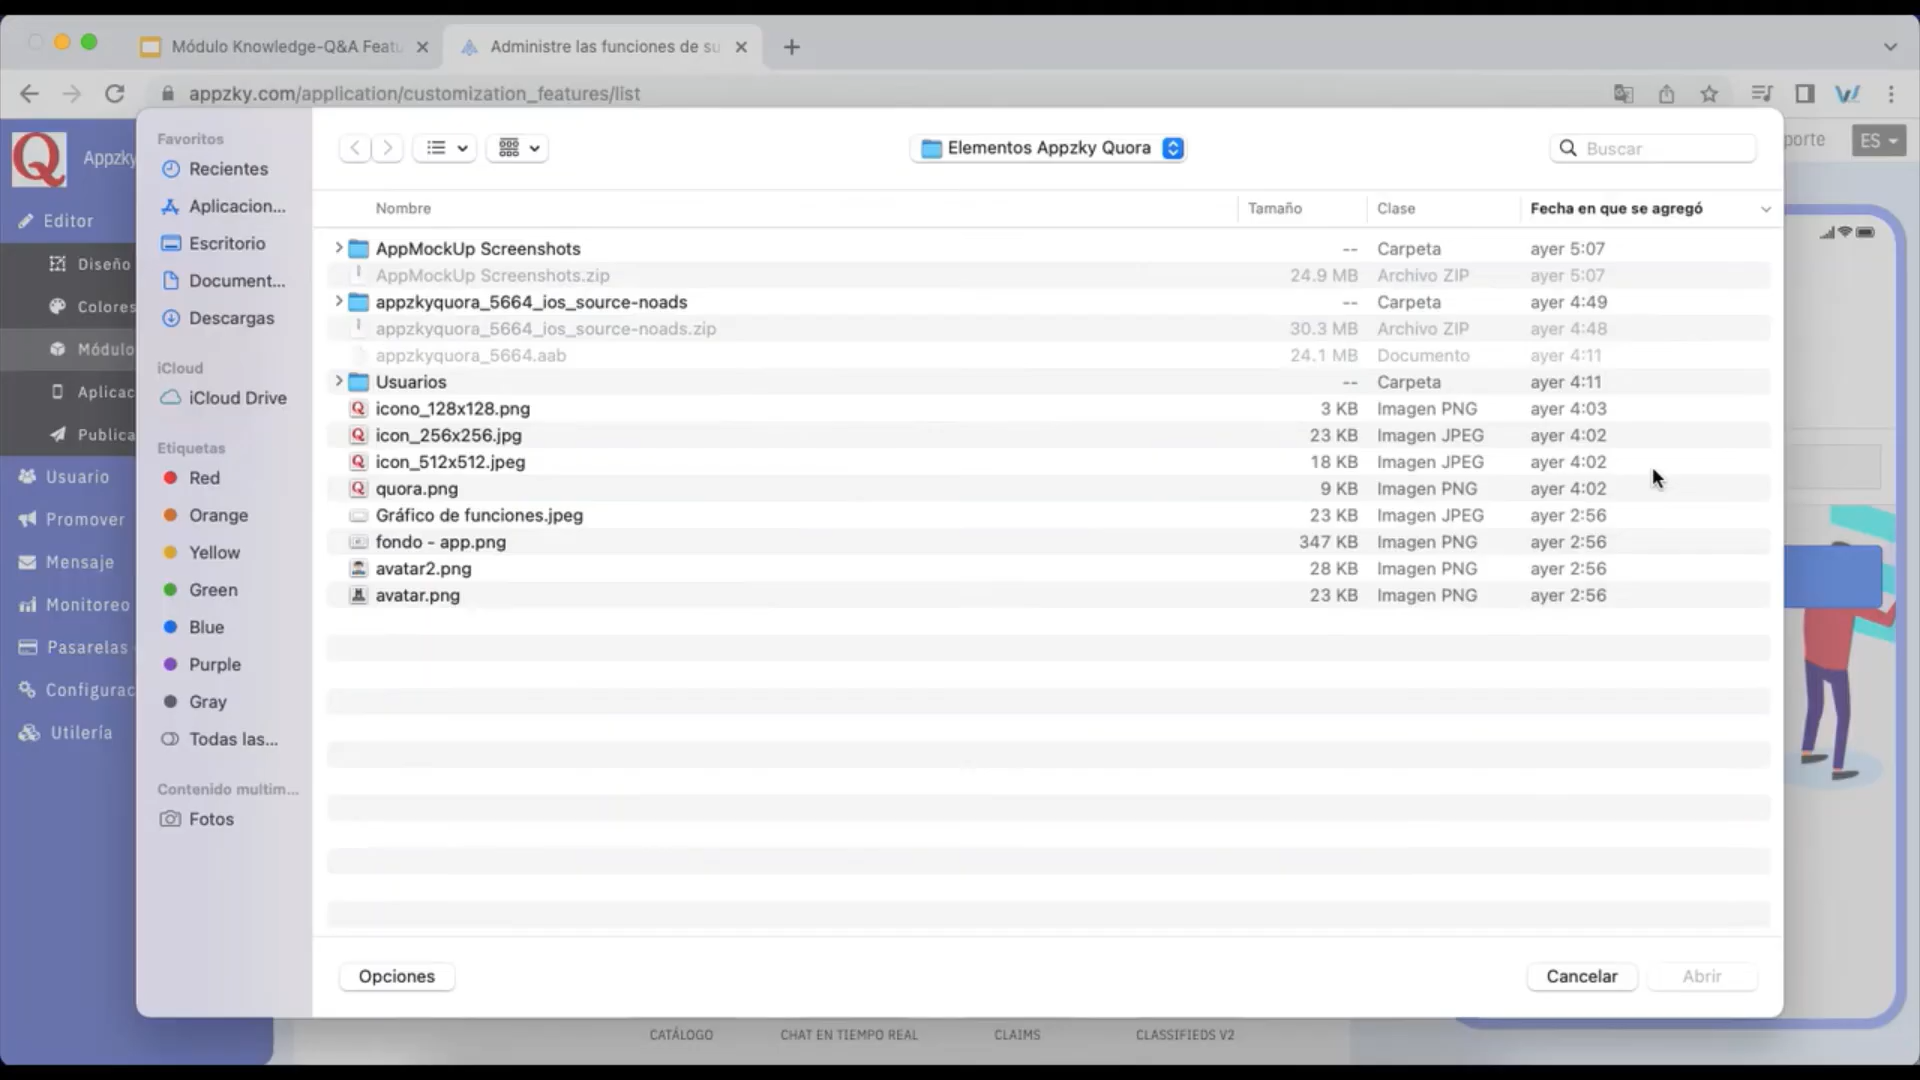 Módulo Knowledge-Q&A Featu
Administre las funciones de su
appzky.com/application/customization_features/list
Appzky
Editor
Diseño
Colores
Módulo
Aplicac
Publica
Usuario
Promover
Mensaje
Monitoreo
Pasarelas
Configurac
Utilería
Favoritos
Recientes
Aplicacion...
Escritorio
Document...
Descargas
iCloud
iCloud Drive
Etiquetas
Red
Orange
Yellow
Green
Blue
Purple
Gray
Todas las...
Contenido multim...
Fotos
Elementos Appzky Quora
Buscar
porte
ES
Nombre Tamaño Clase Fecha en que se agregó
AppMockUp Screenshots -- Carpeta ayer 5:07
AppMockUp Screenshots.zip 24.9 MB Archivo ZIP ayer 5:07
appzkyquora_5664_ios_source-noads -- Carpeta ayer 4:49
appzkyquora_5664_ios_source-noads.zip 30.3 MB Archivo ZIP ayer 4:48
appzkyquora_5664.aab 24.1 MB Documento ayer 4:11
Usuarios -- Carpeta ayer 4:11
icono_128x128.png 3 KB Imagen PNG ayer 4:03
icon_256x256.jpg 23 KB Imagen JPEG ayer 4:02
icon_512x512.jpeg 18 KB Imagen JPEG ayer 4:02
quora.png 9 KB Imagen PNG ayer 4:02
Gráfico de funciones.jpeg 23 KB Imagen JPEG ayer 2:56
fondo - app.png 347 KB Imagen PNG ayer 2:56
avatar2.png 28 KB Imagen PNG ayer 2:56
avatar.png 23 KB Imagen PNG ayer 2:56
Opciones
Cancelar
Abrir
CATÁLOGO
CHAT EN TIEMPO REAL
CLAIMS
CLASSIFIEDS V2